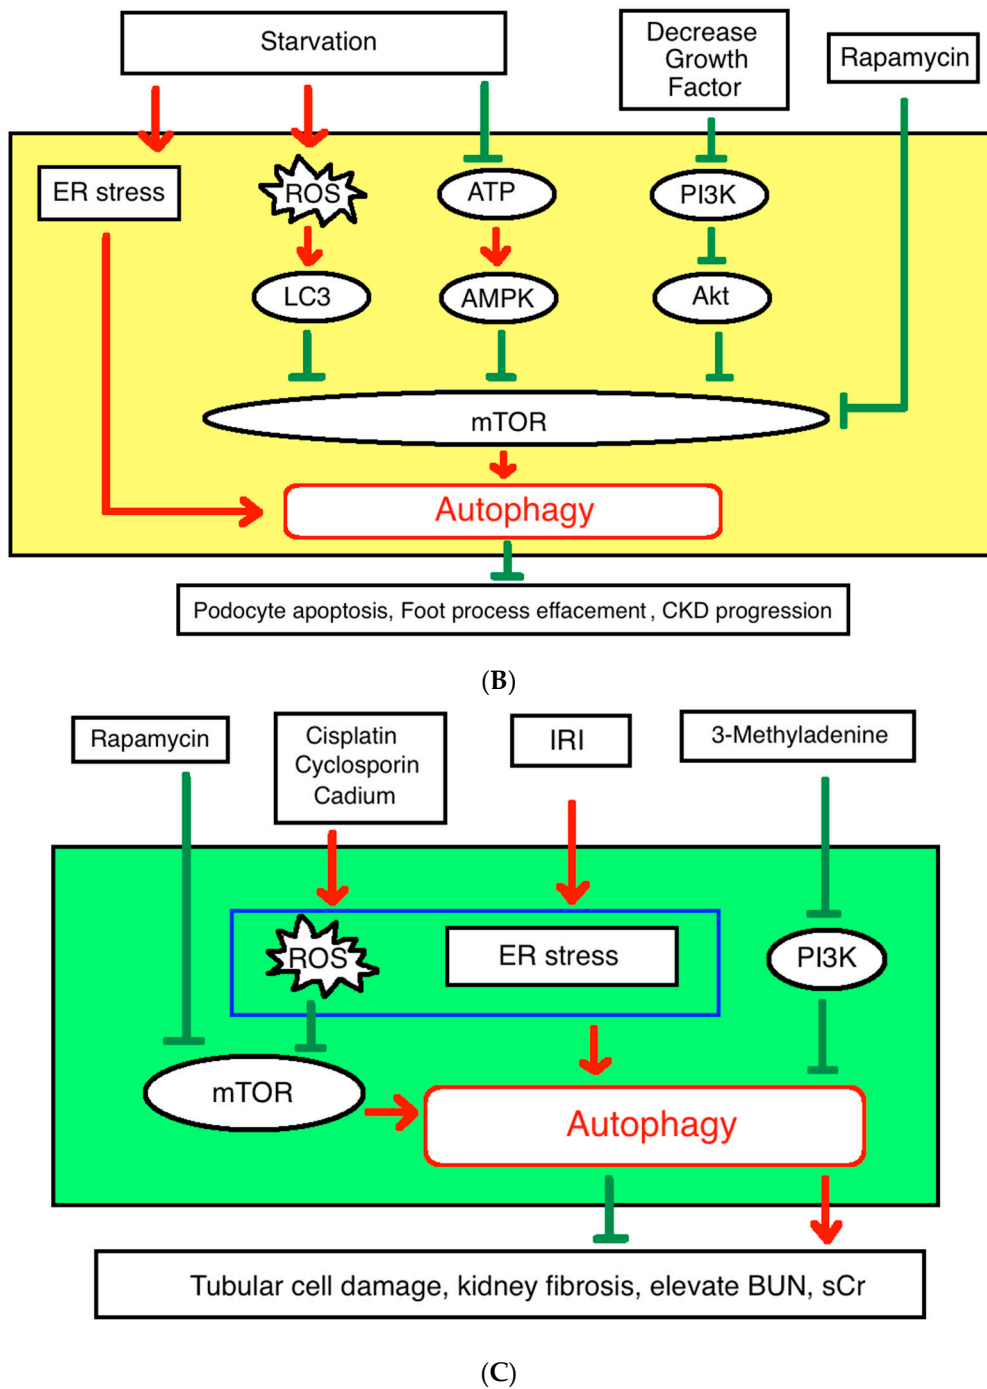 Starvation
Decrease
Growth
Factor
Rapamycin
ER stress
ROS
ATP
PI3K
LC3
AMPK
Akt
mTOR
Autophagy
Podocyte apoptosis, Foot process effacement , CKD progression
(B)
Rapamycin
Cisplatin
Cyclosporin
Cadium
IRI
3-Methyladenine
ROS
ER stress
PI3K
mTOR
Autophagy
Tubular cell damage, kidney fibrosis, elevate BUN, sCr
(C)